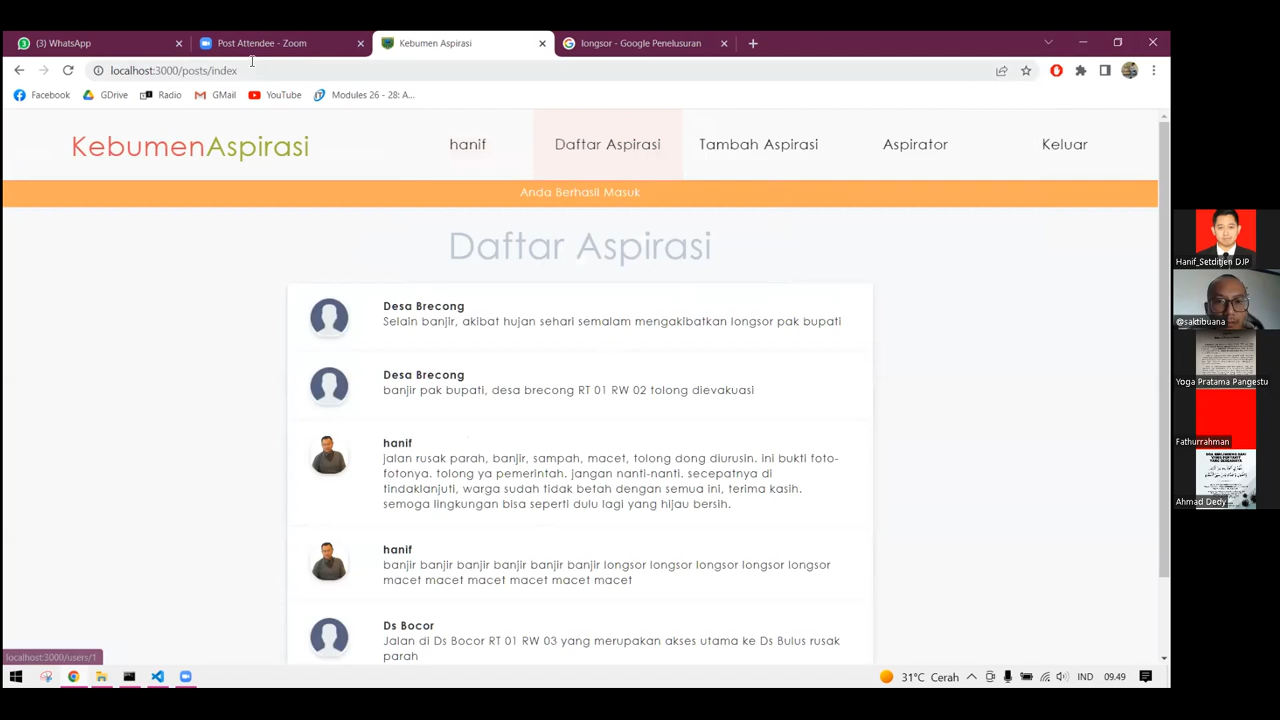 (3) WhatsApp
Post Attendee - Zoom
Kebumen Aspirasi
longsor - Google Penelusuran
localhost:3000/posts/index
Facebook
GDrive
Radio
GMail
YouTube
Modules 26 - 28: A...
KebumenAspirasi
hanif
Daftar Aspirasi
Tambah Aspirasi
Aspirator
Keluar
Anda Berhasil Masuk
Daftar Aspirasi
Desa Brecong
Selain banjir, akibat hujan sehari semalam mengakibatkan longsor pak bupati
Desa Brecong
banjir pak bupati, desa brecong RT 01 RW 02 tolong dievakuasi
hanif
jalan rusak parah, banjir, sampah, macet, tolong dong diurusin. ini bukti foto-
fotonya. tolong ya pemerintah. jangan nanti-nanti. secepatnya di
tindaklanjuti, warga sudah tidak betah dengan semua ini, terima kasih.
semoga lingkungan bisa seperti dulu lagi yang hijau bersih.
hanif
banjir banjir banjir banjir banjir banjir longsor longsor longsor longsor longsor
macet macet macet macet macet macet
Ds Bocor
Jalan di Ds Bocor RT 01 RW 03 yang merupakan akses utama ke Ds Bulus rusak
parah
localhost:3000/users/1
31°C Cerah
IND
09.49
Hanif_Setditjen DJP
@saktibuana
Yoga Pratama Pangestu
Fathurrahman
Ahmad Dedy